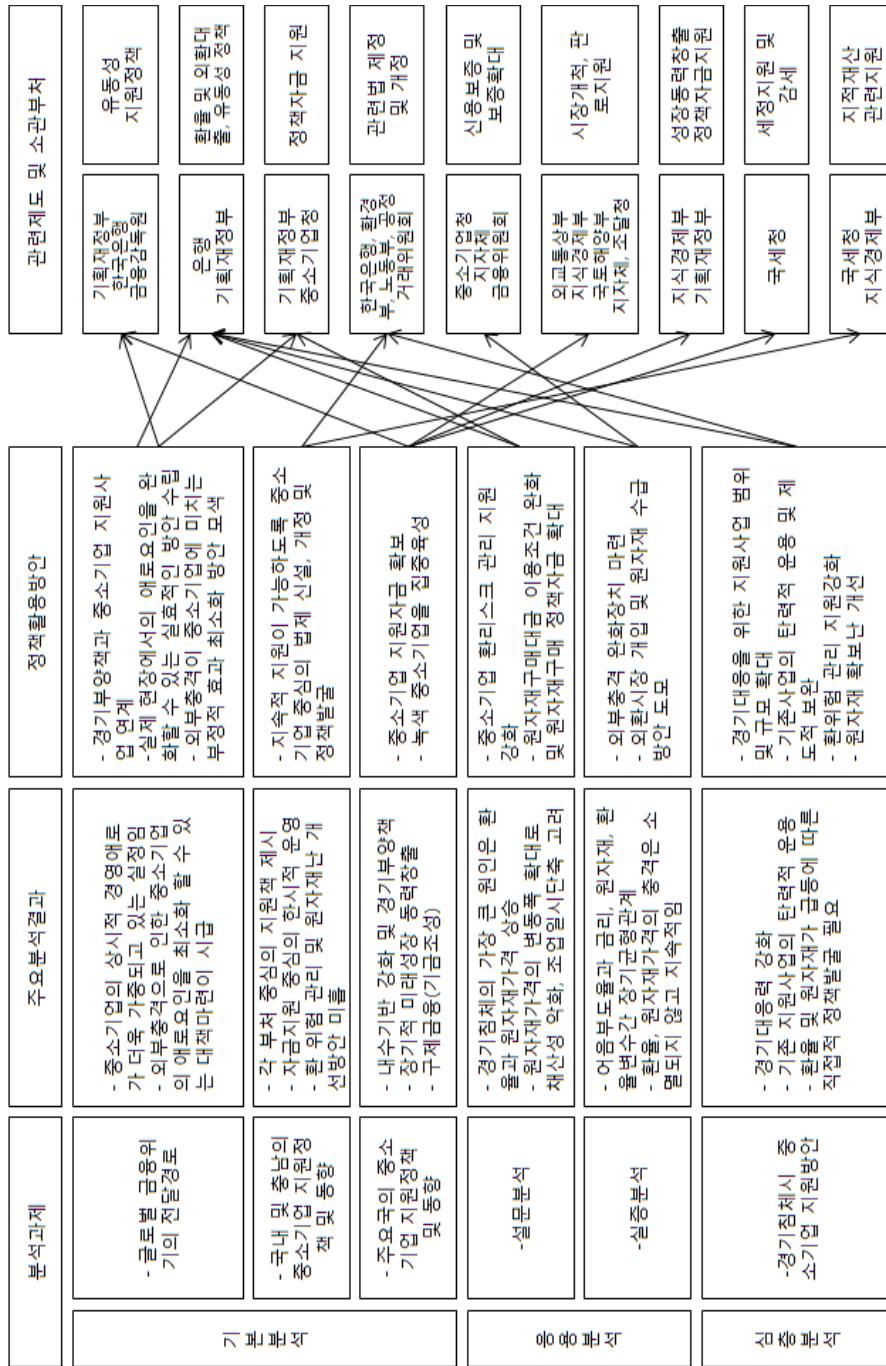 분석과제
주요분석결과
정책활용방안
관련제도 및 소관부처
기
본
분
석
- 글로벌 금융위
기의 전달경로
- 중소기업의 상시적 경영애로
가 더욱 가중되고 있는 실정임
- 외부충격으로 인한 중소기업
의 애로요인을 최소화 할 수 있
는 대책마련이 시급
- 경기부양책과 중소기업 지원사
업 연계
-실제 현장에서의 애로요인을 완
화할 수 있는 실효적인 방안 수립
- 외부충격이 중소기업에 미치는
부정적 효과 최소화 방안 모색
- 국내 및 충남의
중소기업 지원정
책 및 동향
- 각 부처 중심의 지원책 제시
- 자금지원 중심의 한시적 운영
- 환 위험 관리 및 원자재난 개
선방안 미흡
- 지속적 지원이 가능하도록 중소
기업 중심의 법제 신설, 개정 및
정책발굴
- 주요국의 중소
기업 지원정책
및 동향
- 내수기반 강화 및 경기부양책
- 장기적 미래성장 동력창출
- 구제금융(기금조성)
- 중소기업 지원자금 확보
- 녹색 중소기업을 집중육성
응
용
분
석
-설문분석
- 경기침체의 가장 큰 원인은 환
율과 원자재가격 상승
- 원자재가격의 변동폭 확대로
채산성 악화, 조업일시단축 고려
- 중소기업 환리스크 관리 지원
강화
- 원자재구매대금 이용조건 완화
및 원자재구매 정책자금 확대
-실증분석
- 어음부도율과 금리, 원자재, 환
율변수간 장기균형관계
- 환율, 원자재가격의 충격은 소
멸되지 않고 지속적임
- 외부충격 완화장치 마련
- 외화시장 개입 및 원자재 수급
방안 도모
심
층
분
석
-경기침체시 중
소기업 지원방안
- 경기대응력 강화
- 기존 지원사업의 탄력적 운용
- 환율 및 원자재가 급등에 따른
직접적 정책발굴 필요
- 경기대응을 위한 지원사업 범위
및 규모 확대
- 기존사업의 탄력적 운용 및 제
도적 보완
- 환위험 관리 지원강화
- 원자재 확보난 개선
기획재정부
한국은행
금융감독원
유동성
지원정책
은행
기획재정부
환율 및 외환대
출, 유동성 정책
기획재정부
중소기업청
정책자금 지원
한국은행, 환경
부, 노동부, 공정
거래위원회
관련법 제정
및 개정
중소기업청
지자체
금융위원회
신용보증 및
보증확대
외교통상부
지식경제부
국토해양부
지자체, 조달청
시장개척, 판
로지원
지식경제부
기획재정부
성장동력창출
정책자금지원
국세청
세정지원 및
감세
국세청
지식경제부
지적재산
관련지원